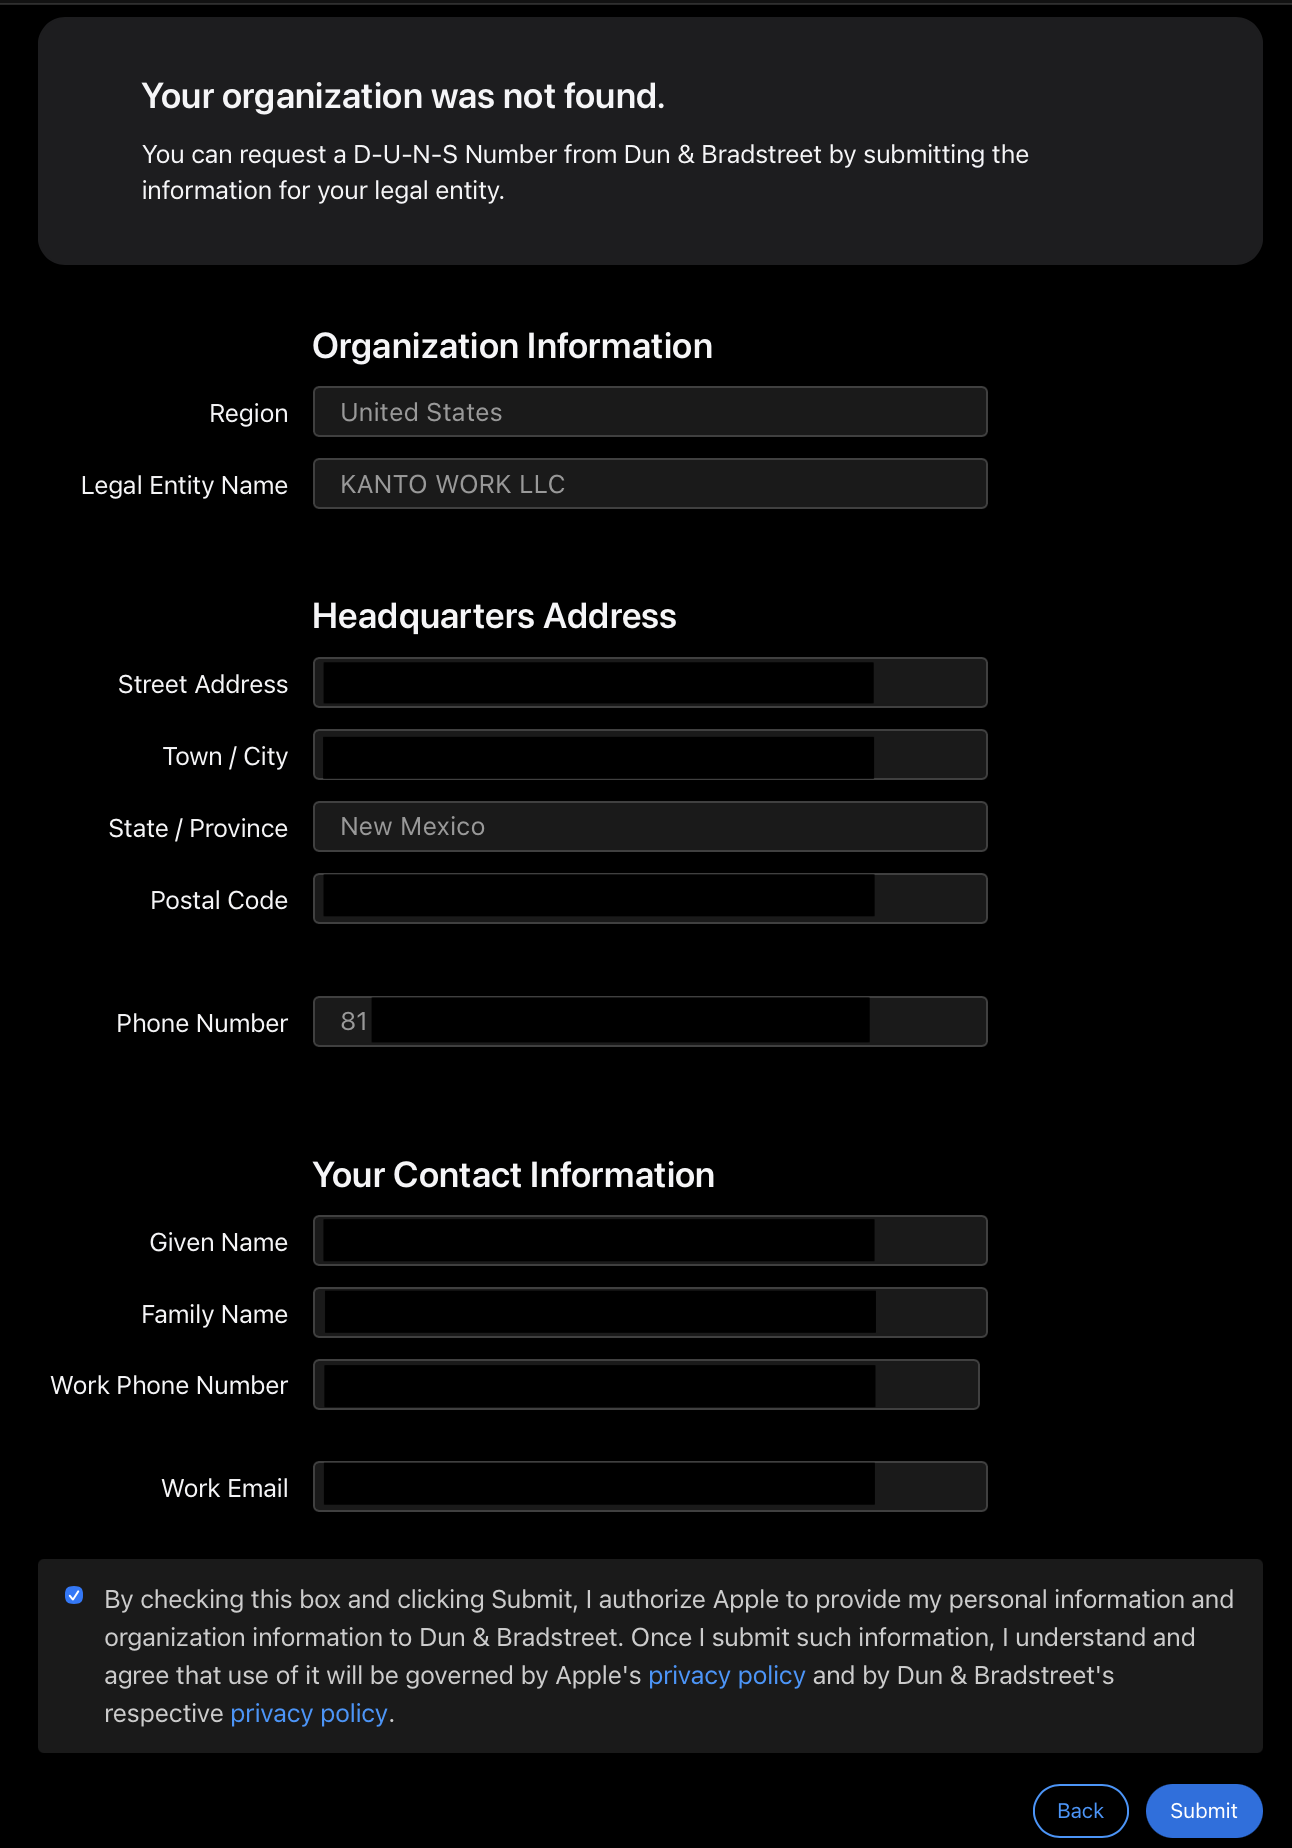 Your organization was not found.
You can request a D-U-N-S Number from Dun & Bradstreet by submitting the
information for your legal entity.
Organization Information
Region United States
Legal Entity Name KANTO WORK LLC
Headquarters Address
Street Address
Town / City
State / Province New Mexico
Postal Code
Phone Number 81
Your Contact Information
Given Name
Family Name
Work Phone Number
Work Email
By checking this box and clicking Submit, I authorize Apple to provide my personal information and
organization information to Dun & Bradstreet. Once I submit such information, I understand and
agree that use of it will be governed by Apple's privacy policy and by Dun & Bradstreet's
respective privacy policy.
Back Submit